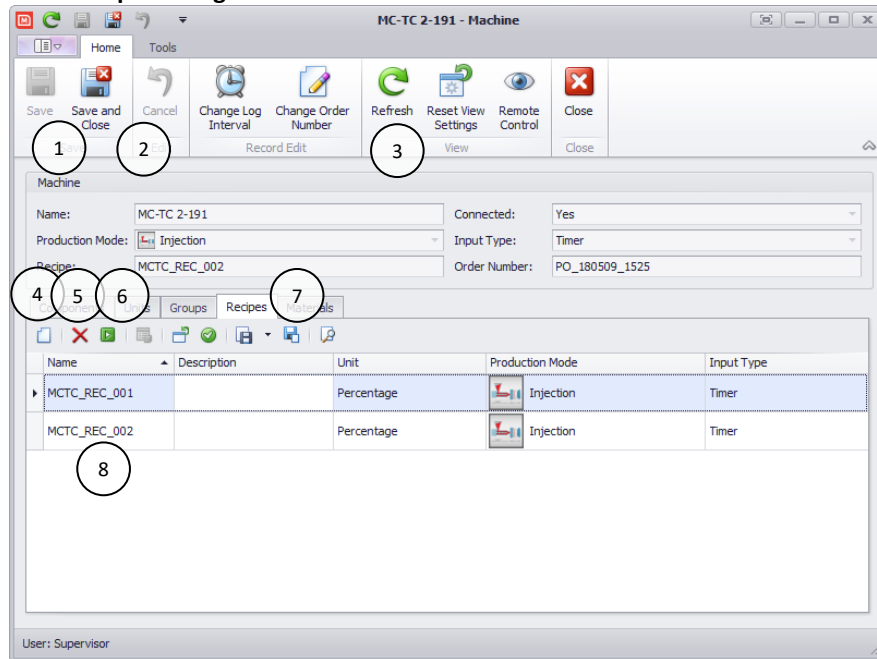 MC-TC 2-191 - Machine
Home Tools
Save Save and Close Cancel Change Log Interval Change Order Number Refresh Reset View Settings Remote Control Close
1 2 Record Edit 3 View Close
Machine
Name: MC-TC 2-191 Connected: Yes
Production Mode: Injection Input Type: Timer
Recipe: MCTC_REC_002 Order Number: PO_180509_1525
4 5 6 Groups Recipes 7
Name Description Unit Production Mode Input Type
MCTC_REC_001 Percentage Injection Timer
MCTC_REC_002 Percentage Injection Timer
8
User: Supervisor